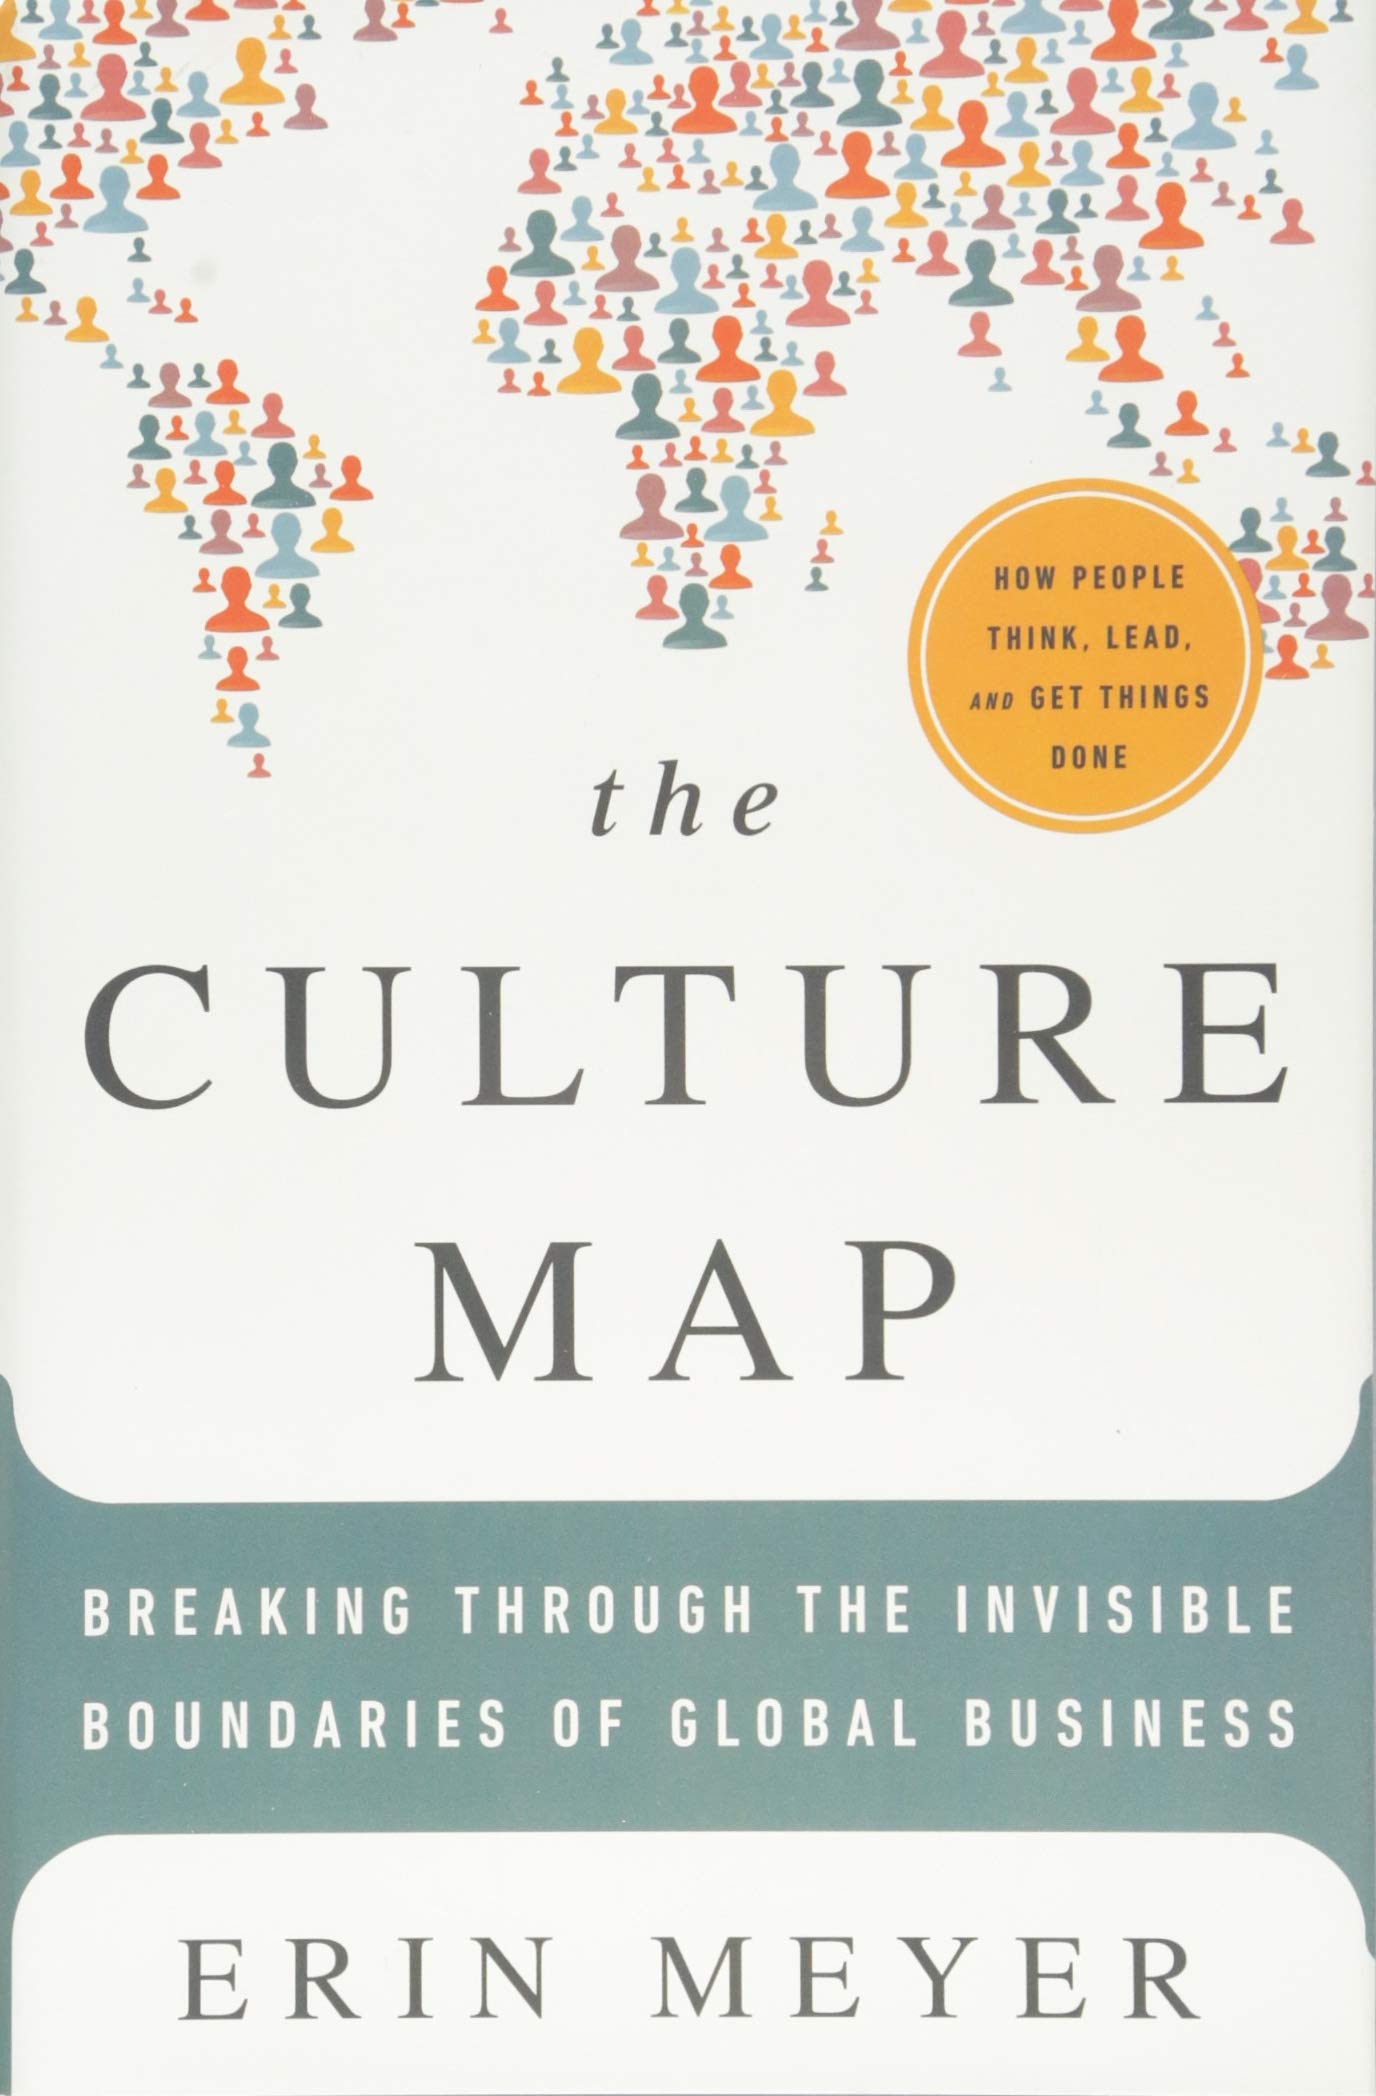 HOW PEOPLE
THINK, LEAD,
AND GET THINGS
DONE
the
CULTURE
MAP
BREAKING THROUGH THE INVISIBLE
BOUNDARIES OF GLOBAL BUSINESS
ERIN MEYER